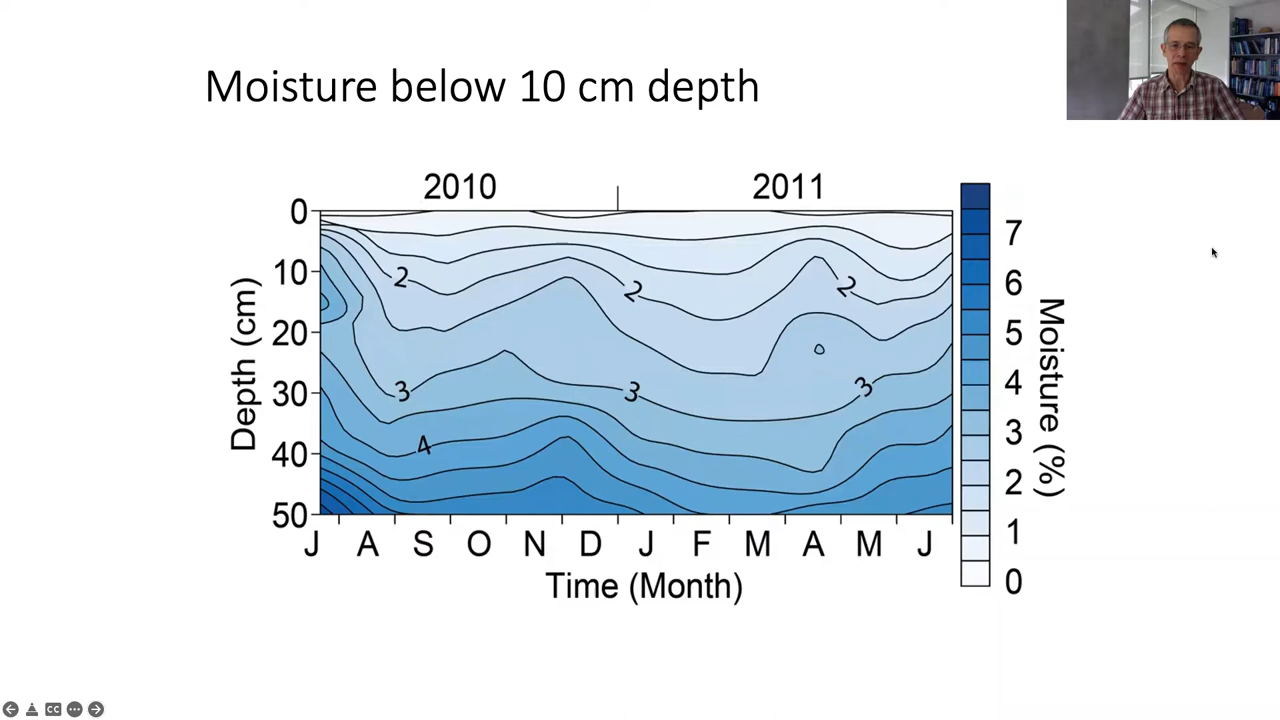 Moisture below 10 cm depth
2010 2011
0
10
20
30
40
50
Depth (cm)
2 2 2
3 3 3
4
J A S O N D J F M A M J
Time (Month)
7
6
5
4
3
2
1
0
Moisture (%)
CC